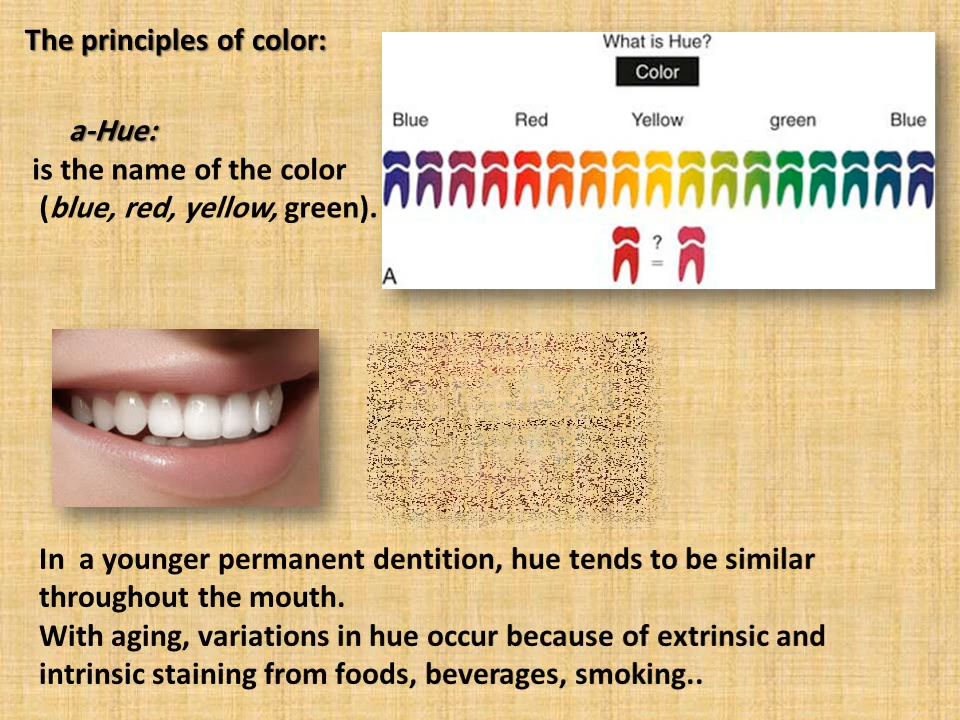 The principles of color:
a-Hue:
is the name of the color
(blue, red, yellow, green).
What is Hue?
Color
Blue Red Yellow green Blue
?
=
A
In a younger permanent dentition, hue tends to be similar
throughout the mouth.
With aging, variations in hue occur because of extrinsic and
intrinsic staining from foods, beverages, smoking..